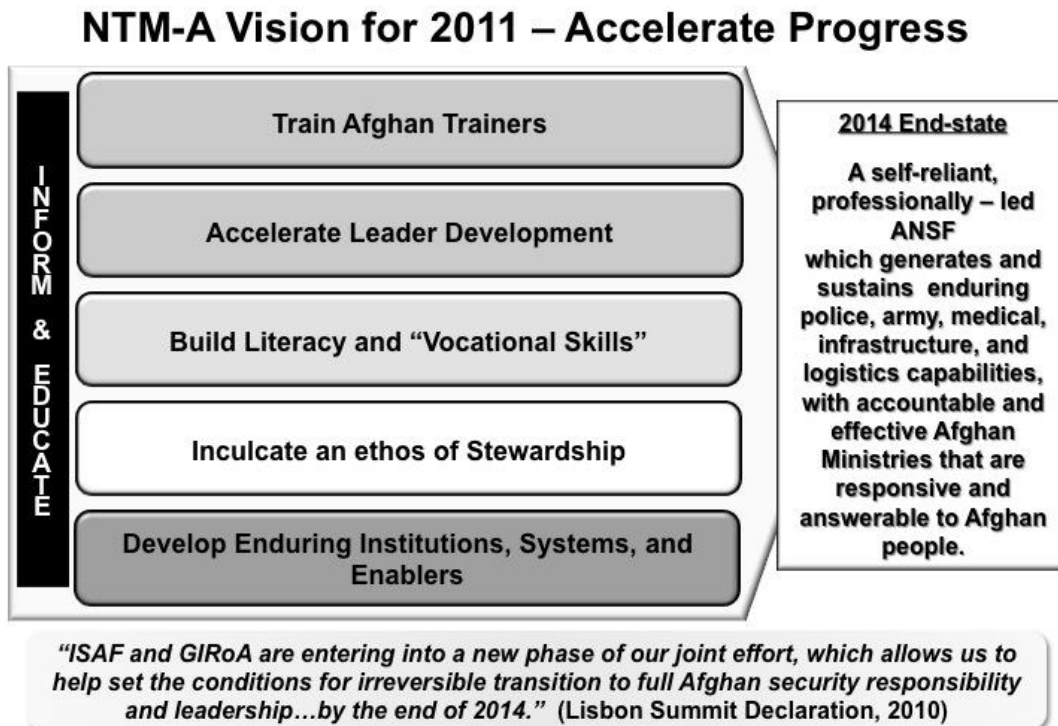 NTM-A Vision for 2011 – Accelerate Progress
INFORM & EDUCATE
Train Afghan Trainers
Accelerate Leader Development
Build Literacy and “Vocational Skills”
Inculcate an ethos of Stewardship
Develop Enduring Institutions, Systems, and
Enablers
2014 End-state
A self-reliant,
professionally – led
ANSF
which generates and
sustains enduring
police, army, medical,
infrastructure, and
logistics capabilities,
with accountable and
effective Afghan
Ministries that are
responsive and
answerable to Afghan
people.
“ISAF and GIRoA are entering into a new phase of our joint effort, which allows us to
help set the conditions for irreversible transition to full Afghan security responsibility
and leadership…by the end of 2014.” (Lisbon Summit Declaration, 2010)